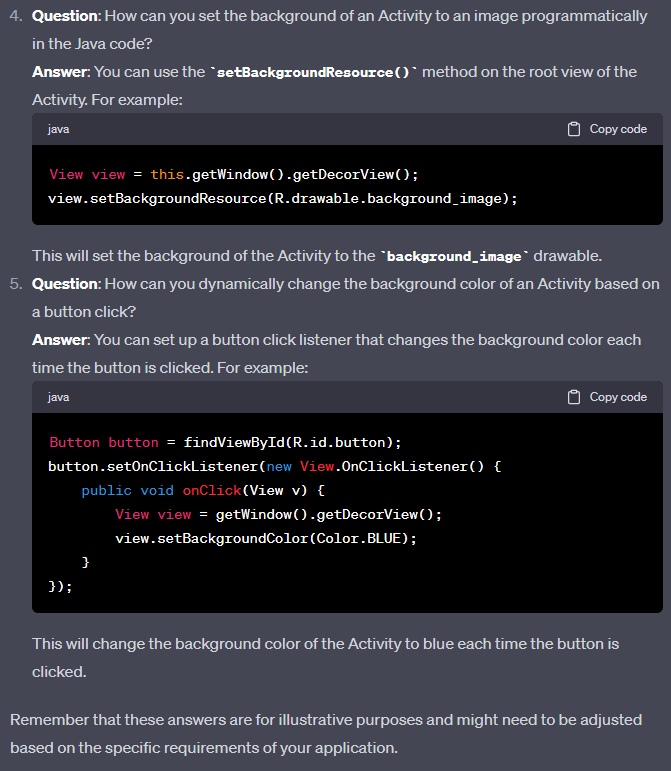 4. Question: How can you set the background of an Activity to an image programmatically
in the Java code?
Answer: You can use the `setBackgroundResource()` method on the root view of the
Activity. For example:
java Copy code
View view = this.getWindow().getDecorView();
view.setBackgroundResource(R.drawable.background_image);
This will set the background of the Activity to the `background_image` drawable.
5. Question: How can you dynamically change the background color of an Activity based on
a button click?
Answer: You can set up a button click listener that changes the background color each
time the button is clicked. For example:
java Copy code
Button button = findViewById(R.id.button);
button.setOnClickListener(new View.OnClickListener() {
    public void onClick(View v) {
        View view = getWindow().getDecorView();
        view.setBackgroundColor(Color.BLUE);
    }
});
This will change the background color of the Activity to blue each time the button is
clicked.
Remember that these answers are for illustrative purposes and might need to be adjusted
based on the specific requirements of your application.